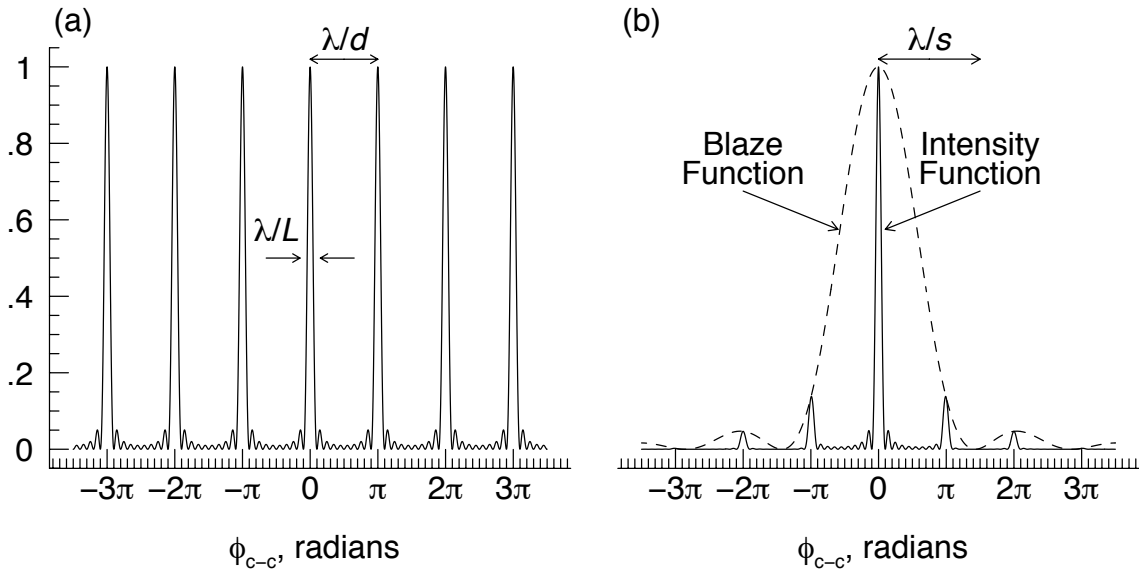 (a)
λ/d
1
.8
.6
.4
.2
0
λ/L
−3π −2π −π 0 π 2π 3π
ϕc−c, radians
(b)
λ/s
Blaze
Function
Intensity
Function
−3π −2π −π 0 π 2π 3π
ϕc−c, radians